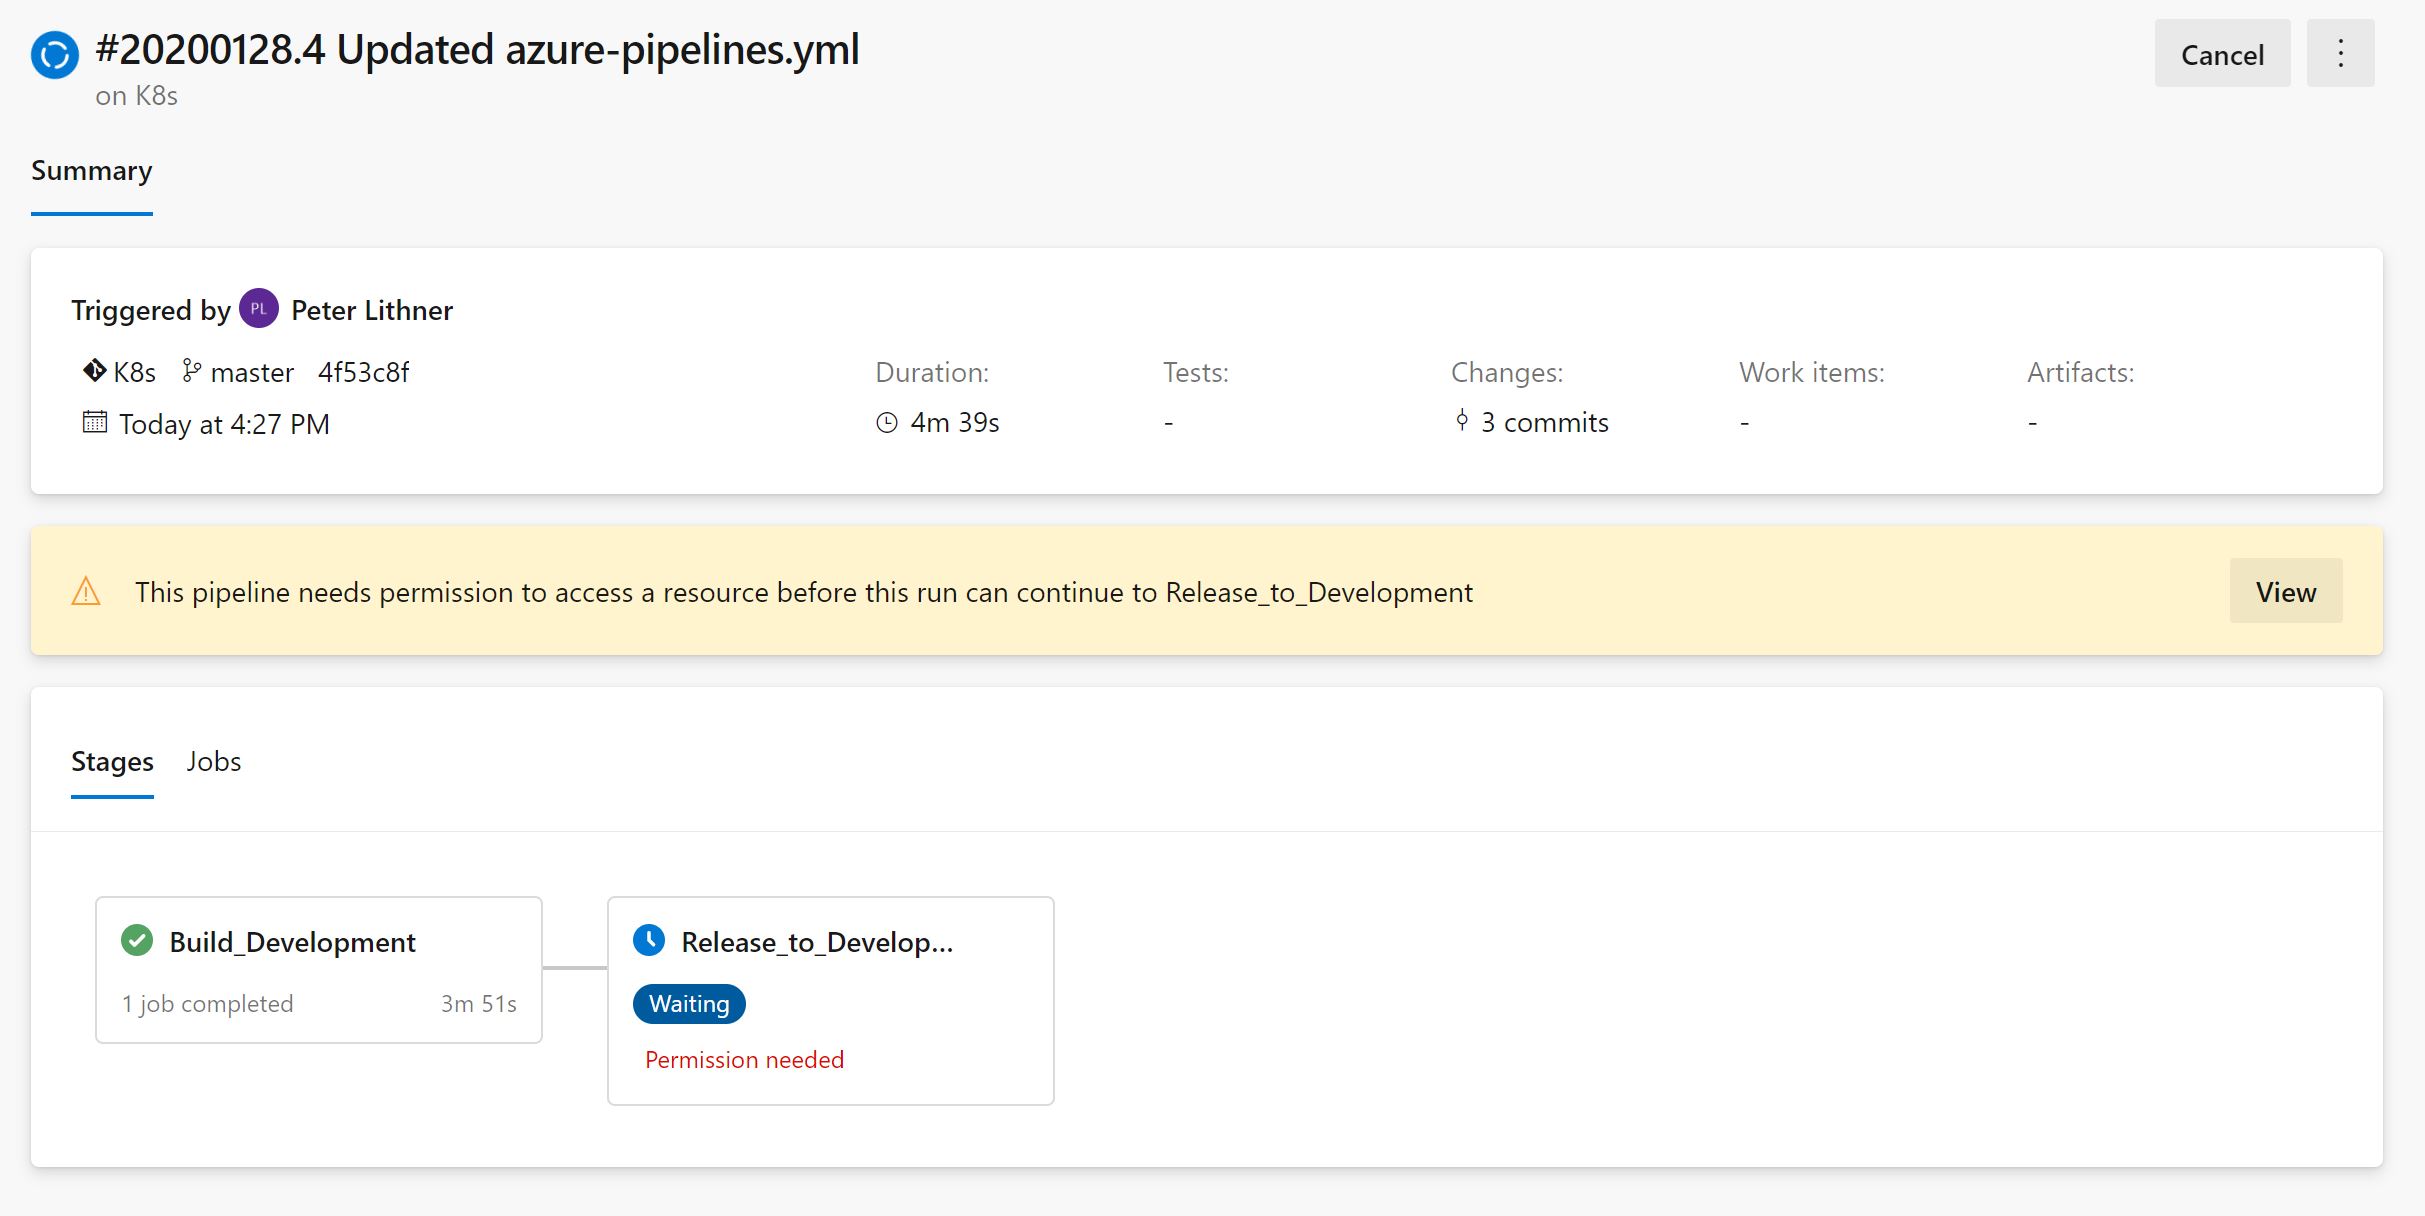 #20200128.4 Updated azure-pipelines.yml
on K8s
Cancel
Summary
Triggered by PL Peter Lithner
K8s master 4f53c8f
Today at 4:27 PM
Duration:
4m 39s
Tests:
-
Changes:
3 commits
Work items:
-
Artifacts:
-
This pipeline needs permission to access a resource before this run can continue to Release_to_Development
View
Stages Jobs
Build_Development
1 job completed 3m 51s
Release_to_Develop...
Waiting
Permission needed